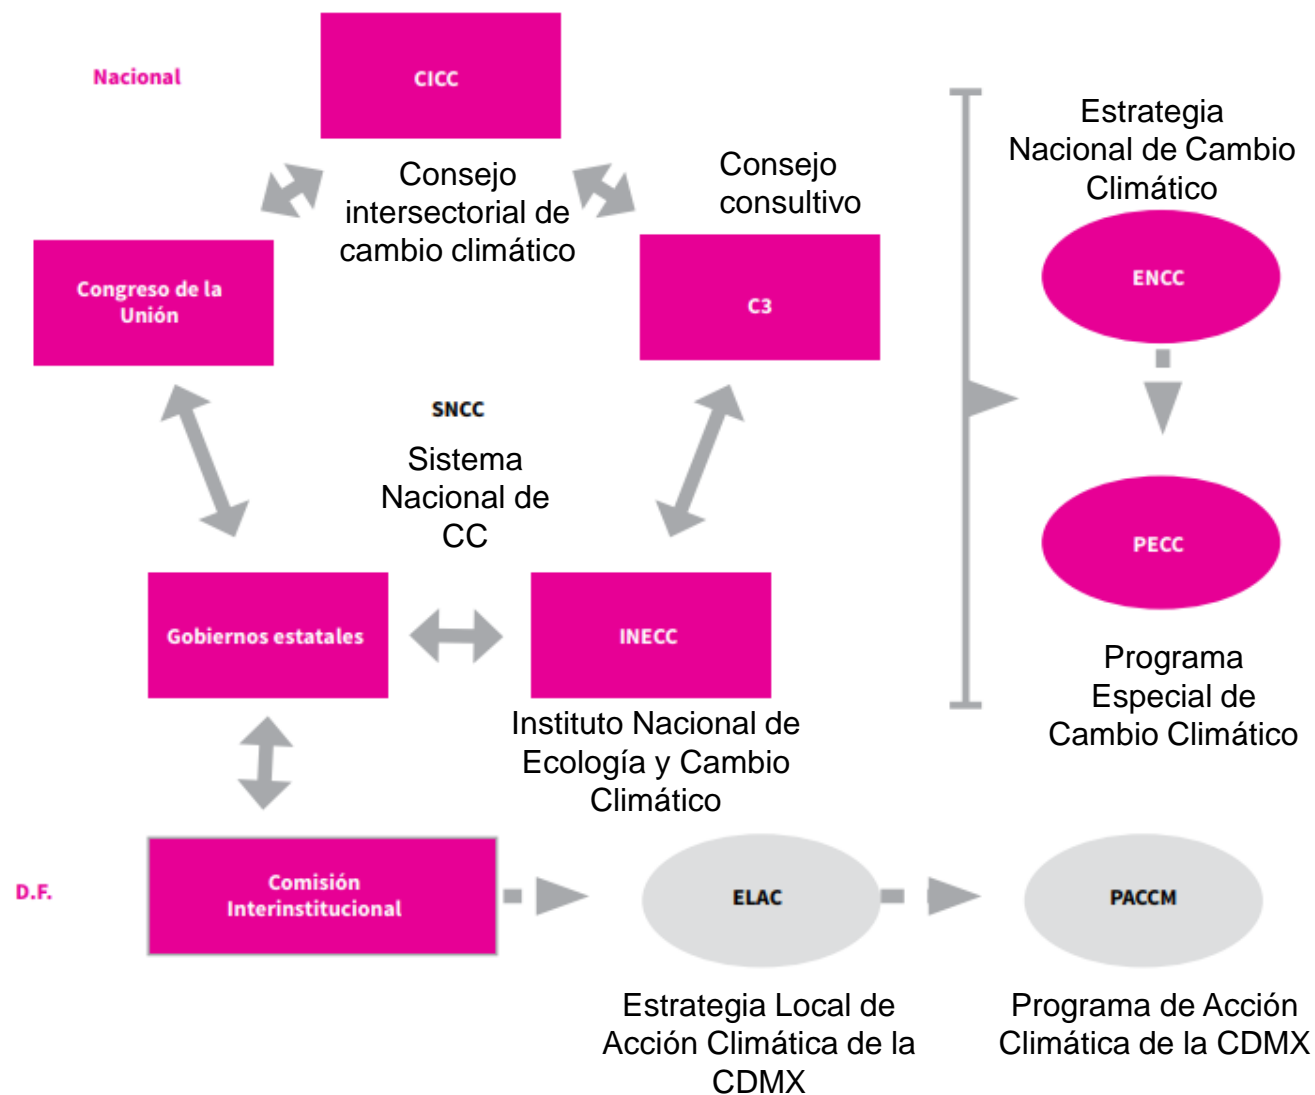 Nacional
CICC
Consejo
intersectorial de
cambio climático
Consejo
consultivo
Estrategia
Nacional de Cambio
Climático
Congreso de la
Unión
C3
ENCC
SNCC
Sistema
Nacional de
CC
Gobiernos estatales
INECC
PECC
Instituto Nacional de
Ecología y Cambio
Climático
Programa
Especial de
Cambio Climático
D.F.
Comisión
Interinstitucional
ELAC
PACCM
Estrategia Local de
Acción Climática de la
CDMX
Programa de Acción
Climática de la CDMX